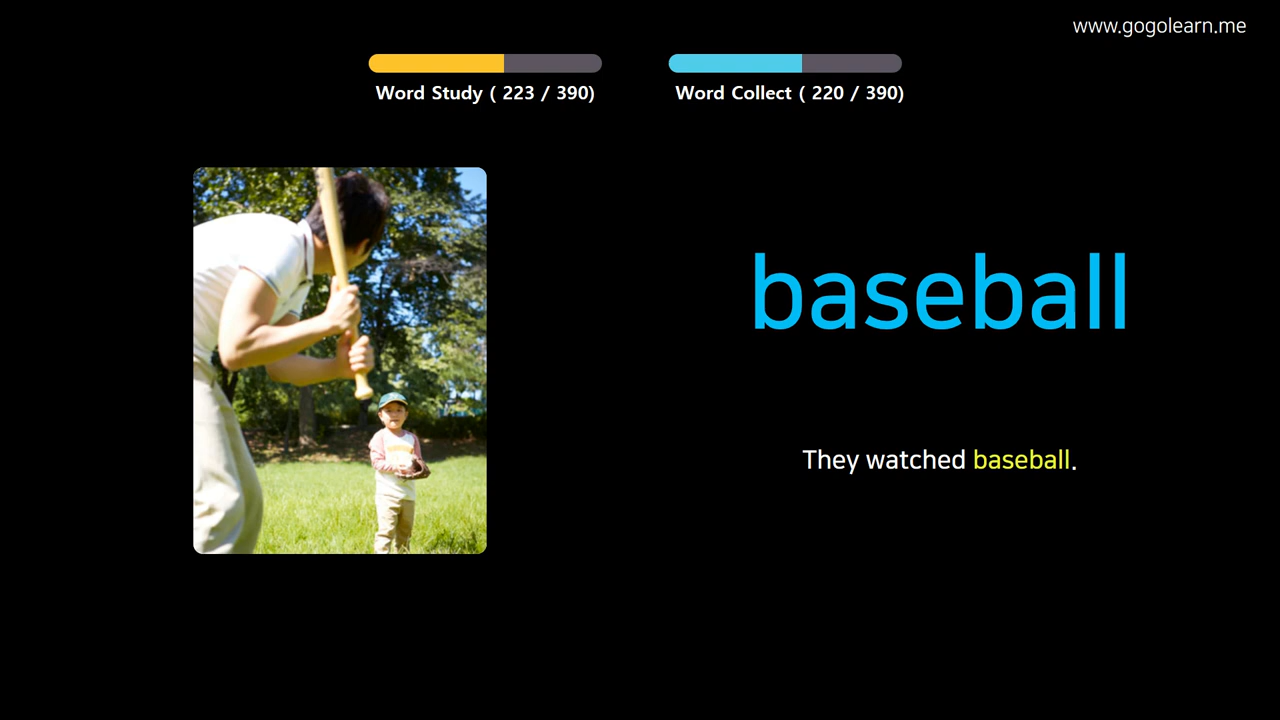 www.gogolearn.me
Word Study ( 223 / 390)
Word Collect ( 220 / 390)
baseball
They watched baseball.